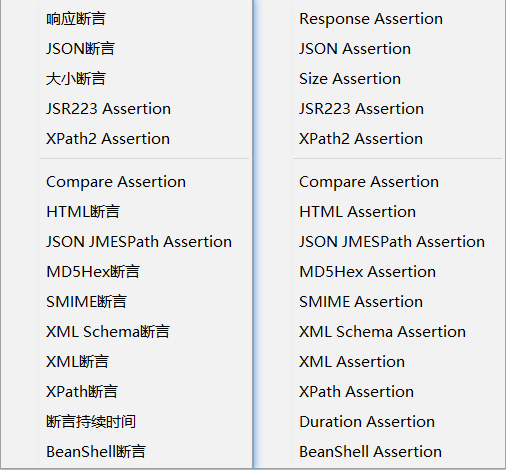 响应断言
JSON断言
大小断言
JSR223 Assertion
XPath2 Assertion
Compare Assertion
HTML断言
JSON JMESPath Assertion
MD5Hex断言
SMIME断言
XML Schema断言
XML断言
XPath断言
断言持续时间
BeanShell断言
Response Assertion
JSON Assertion
Size Assertion
JSR223 Assertion
XPath2 Assertion
Compare Assertion
HTML Assertion
JSON JMESPath Assertion
MD5Hex Assertion
SMIME Assertion
XML Schema Assertion
XML Assertion
XPath Assertion
Duration Assertion
BeanShell Assertion